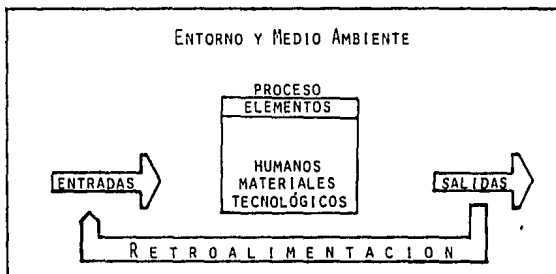 ENTORNO Y MEDIO AMBIENTE
PROCESO
ELEMENTOS
HUMANOS
MATERIALES
TECNOLÓGICOS
ENTRADAS
SALIDAS
RETROALIMENTACION